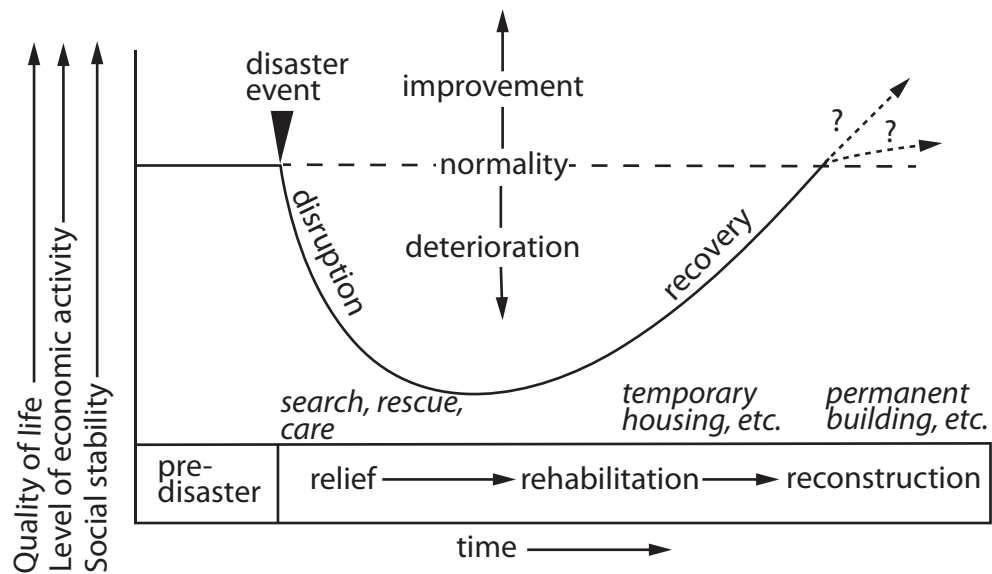 disaster
event
improvement
normality
deterioration
disruption
recovery
?
?
search, rescue,
care
temporary
housing, etc.
permanent
building, etc.
pre-
disaster
relief
rehabilitation
reconstruction
time
Quality of life
Level of economic activity
Social stability